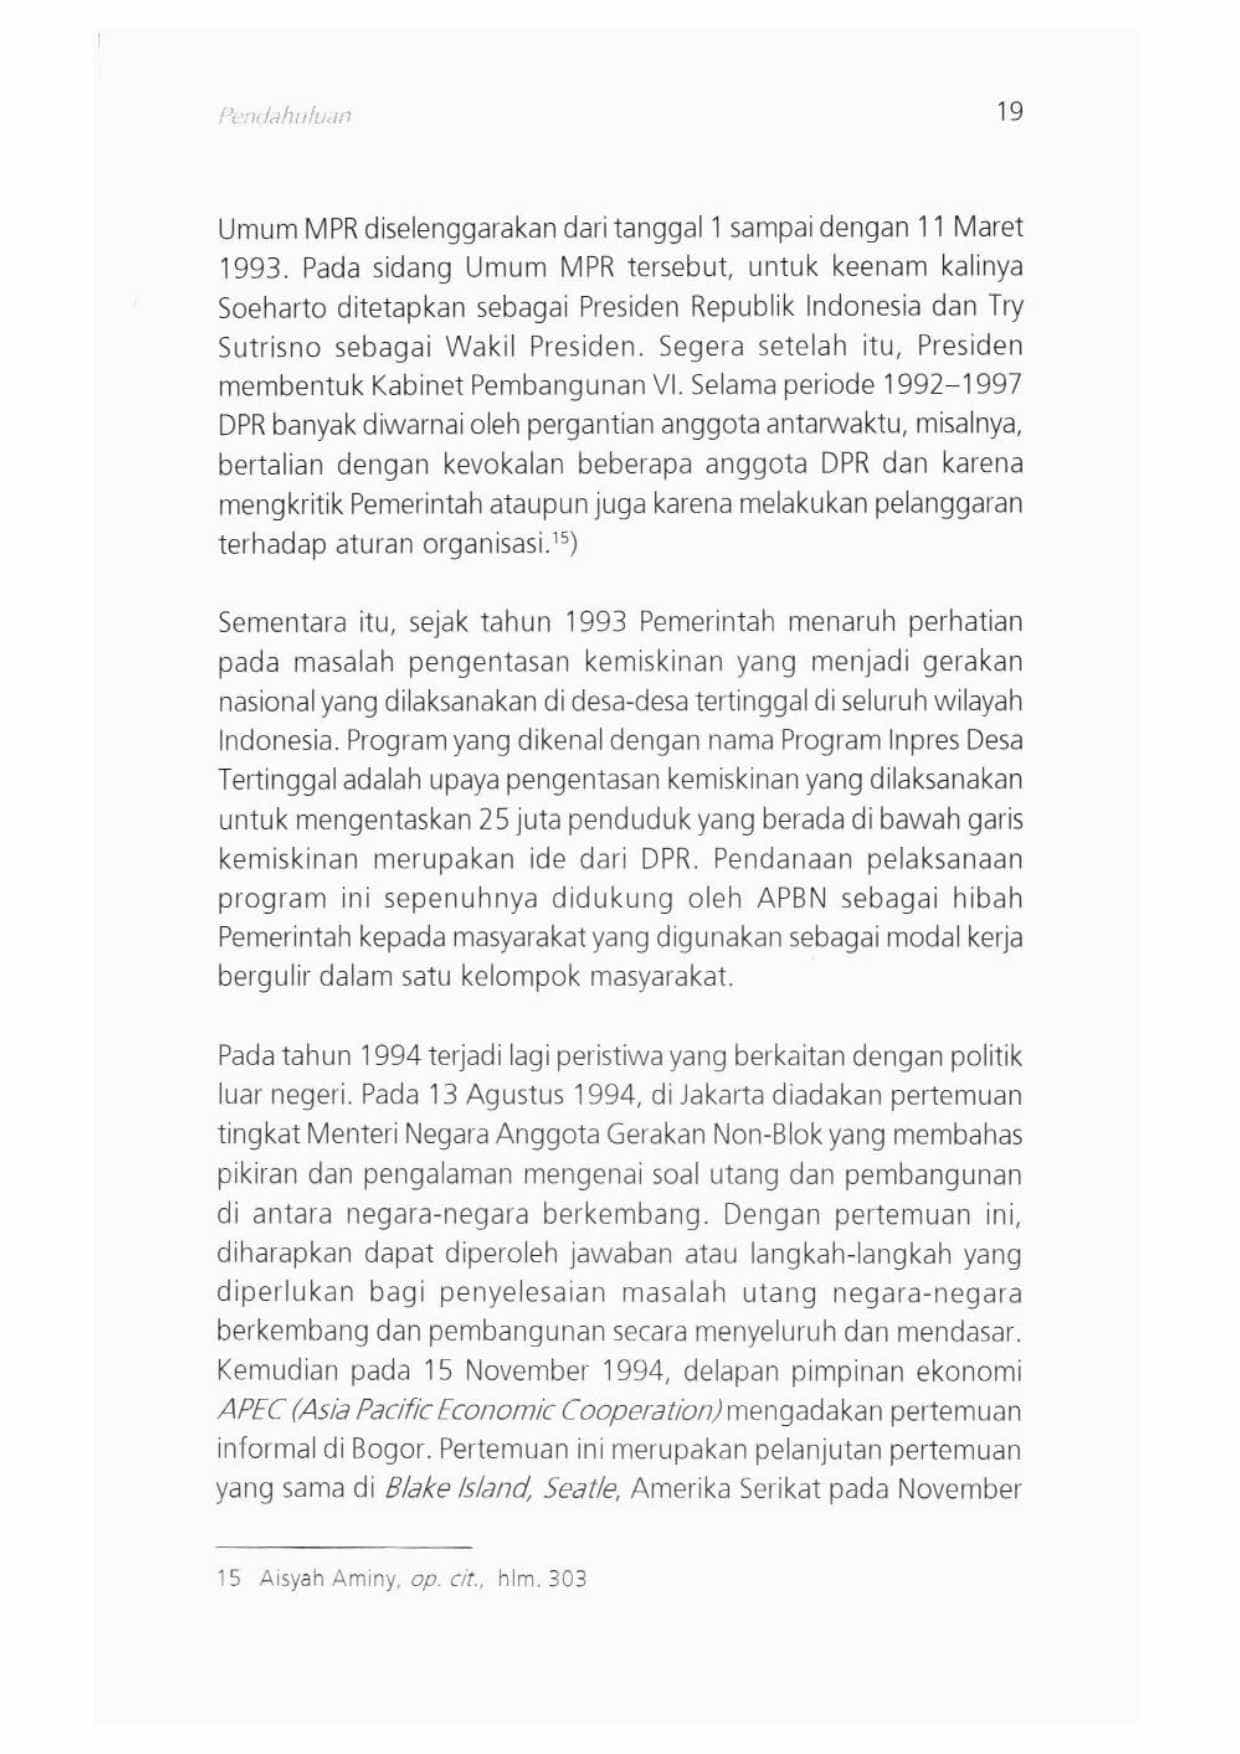 Pendahuluan 19
Umum MPR diselenggarakan dari tanggal 1 sampai dengan 11 Maret
1993. Pada sidang Umum MPR tersebut, untuk keenam kalinya
Soeharto ditetapkan sebagai Presiden Republik Indonesia dan Try
Sutrisno sebagai Wakil Presiden. Segera setelah itu, Presiden
membentuk Kabinet Pembangunan VI. Selama periode 1992–1997
DPR banyak diwarnai oleh pergantian anggota antarwaktu, misalnya,
bertalian dengan kevokalan beberapa anggota DPR dan karena
mengkritik Pemerintah ataupun juga karena melakukan pelanggaran
terhadap aturan organisasi.¹⁵)
Sementara itu, sejak tahun 1993 Pemerintah menaruh perhatian
pada masalah pengentasan kemiskinan yang menjadi gerakan
nasional yang dilaksanakan di desa-desa tertinggal di seluruh wilayah
Indonesia. Program yang dikenal dengan nama Program Inpres Desa
Tertinggal adalah upaya pengentasan kemiskinan yang dilaksanakan
untuk mengentaskan 25 juta penduduk yang berada di bawah garis
kemiskinan merupakan ide dari DPR. Pendanaan pelaksanaan
program ini sepenuhnya didukung oleh APBN sebagai hibah
Pemerintah kepada masyarakat yang digunakan sebagai modal kerja
bergulir dalam satu kelompok masyarakat.
Pada tahun 1994 terjadi lagi peristiwa yang berkaitan dengan politik
luar negeri. Pada 13 Agustus 1994, di Jakarta diadakan pertemuan
tingkat Menteri Negara Anggota Gerakan Non-Blok yang membahas
pikiran dan pengalaman mengenai soal utang dan pembangunan
di antara negara-negara berkembang. Dengan pertemuan ini,
diharapkan dapat diperoleh jawaban atau langkah-langkah yang
diperlukan bagi penyelesaian masalah utang negara-negara
berkembang dan pembangunan secara menyeluruh dan mendasar.
Kemudian pada 15 November 1994, delapan pimpinan ekonomi
APEC (Asia Pacific Economic Cooperation) mengadakan pertemuan
informal di Bogor. Pertemuan ini merupakan pelanjutan pertemuan
yang sama di Blake Island, Seatle, Amerika Serikat pada November
15 Aisyah Aminy, op. cit., hlm. 303